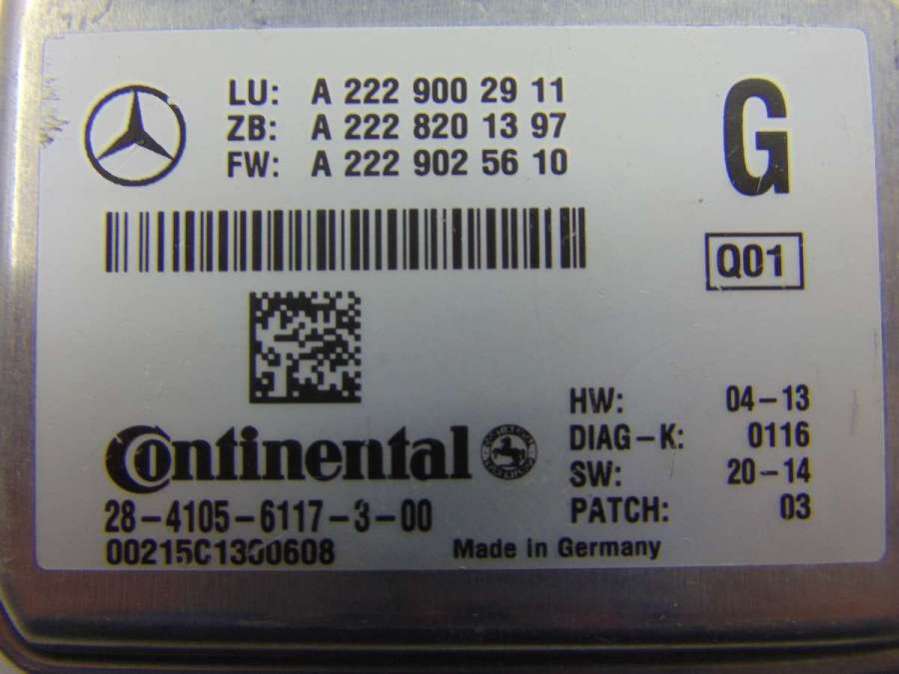 LU: A 222 900 29 11
ZB: A 222 820 13 97
FW: A 222 902 56 10
G
Q01
Continental
HW: 04-13
DIAG-K: 0116
SW: 20-14
PATCH: 03
28-4105-6117-3-00
00215C1300608
Made in Germany